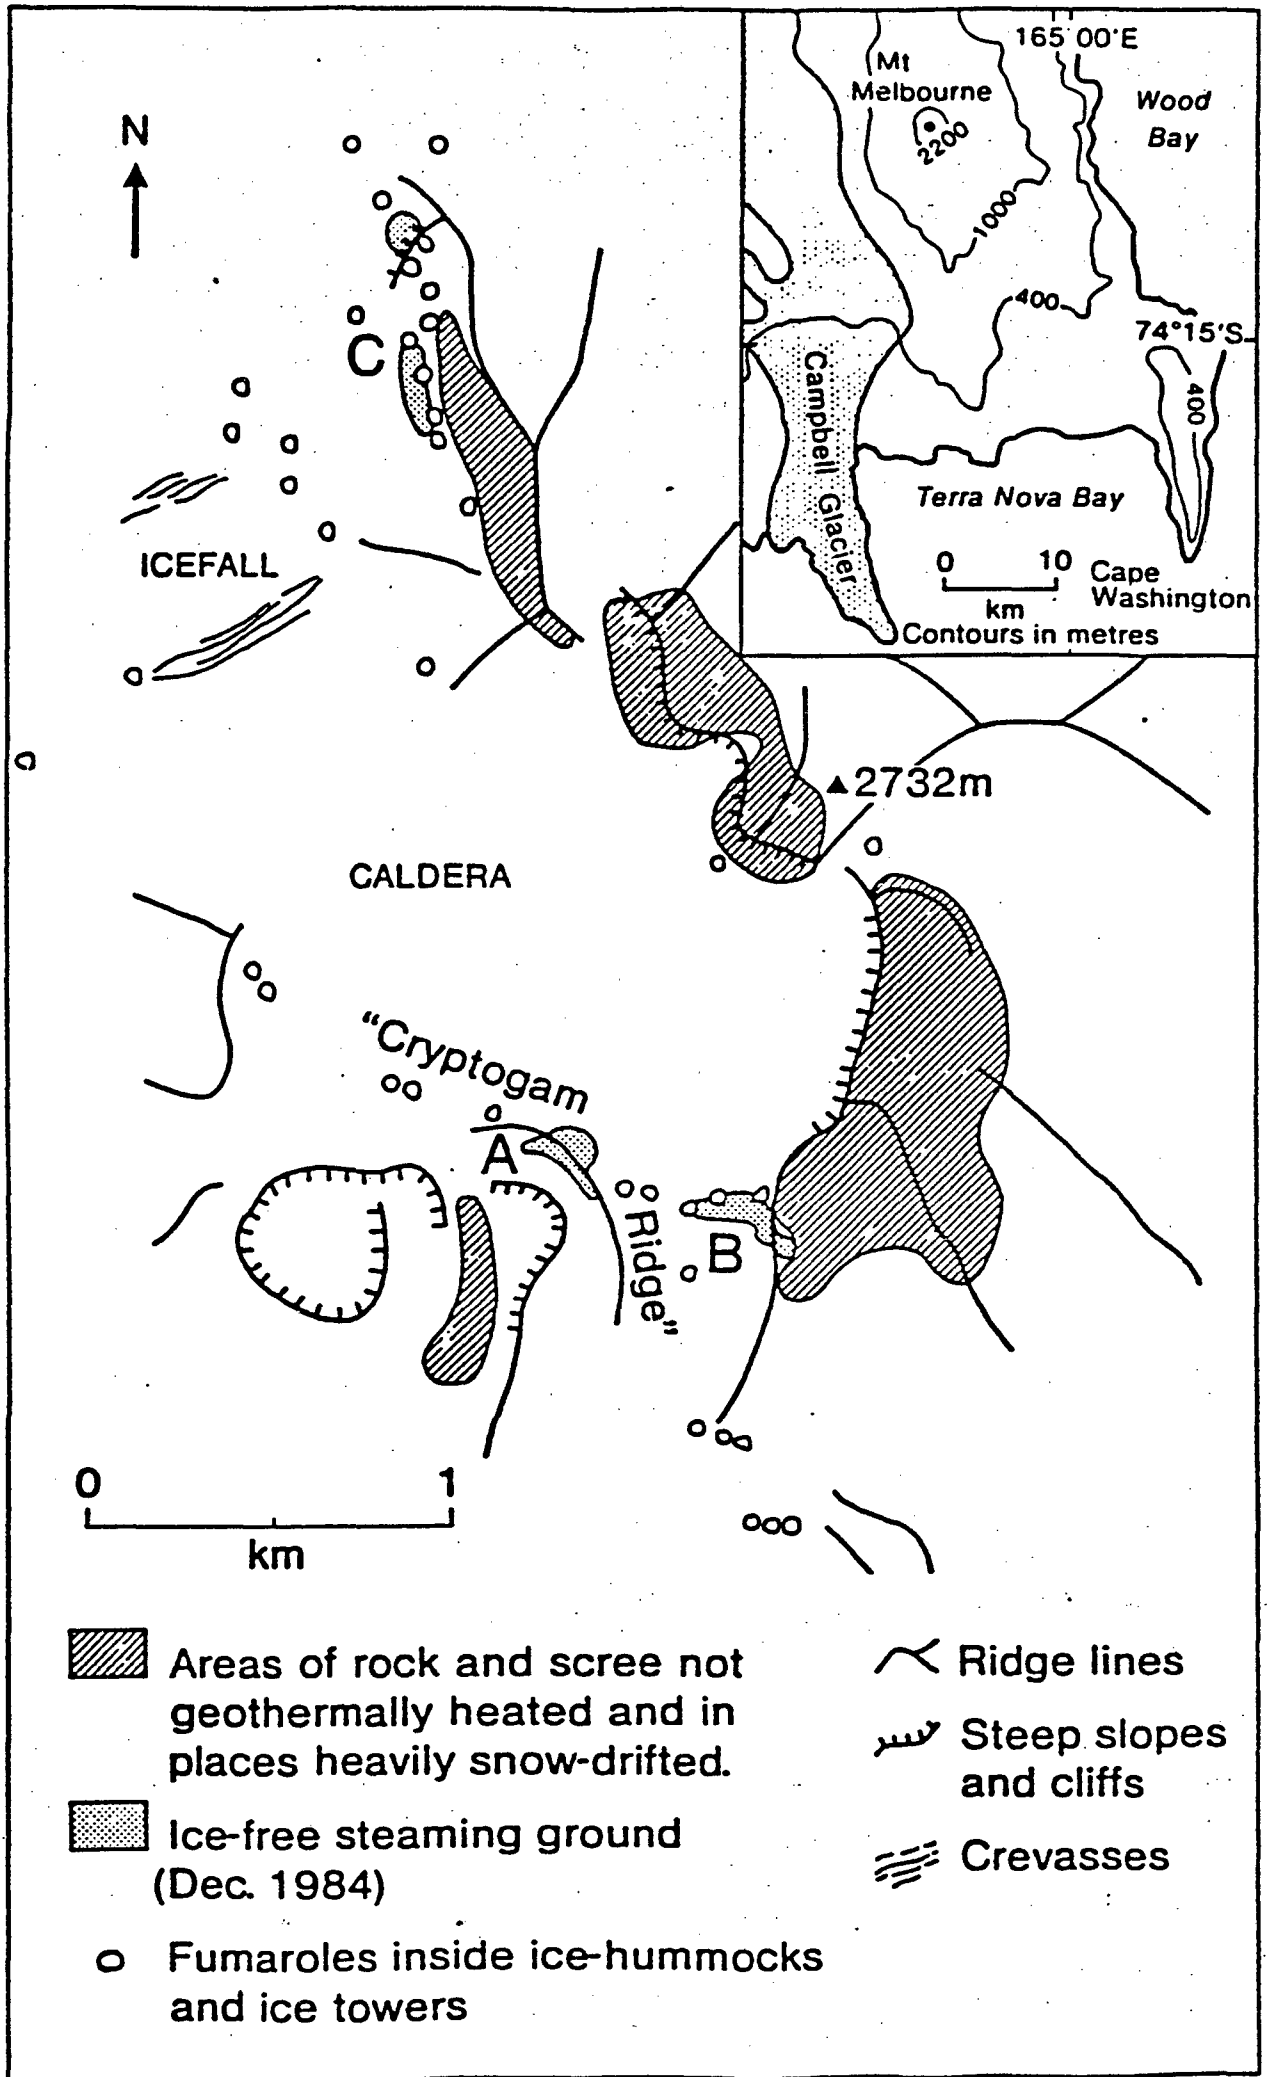 N
165 00'E
Mt
Melbourne
2200
Wood
Bay
1000
400
74°15'S
400
Campbell Glacier
Terra Nova Bay
0 10
km
Cape
Washington
Contours in metres
C
ICEFALL
▲2732m
CALDERA
"Cryptogam
Ridge"
A
B
0 1
km
Areas of rock and scree not
geothermally heated and in
places heavily snow-drifted.
Ice-free steaming ground
(Dec. 1984)
Fumaroles inside ice-hummocks
and ice towers
Ridge lines
Steep slopes
and cliffs
Crevasses